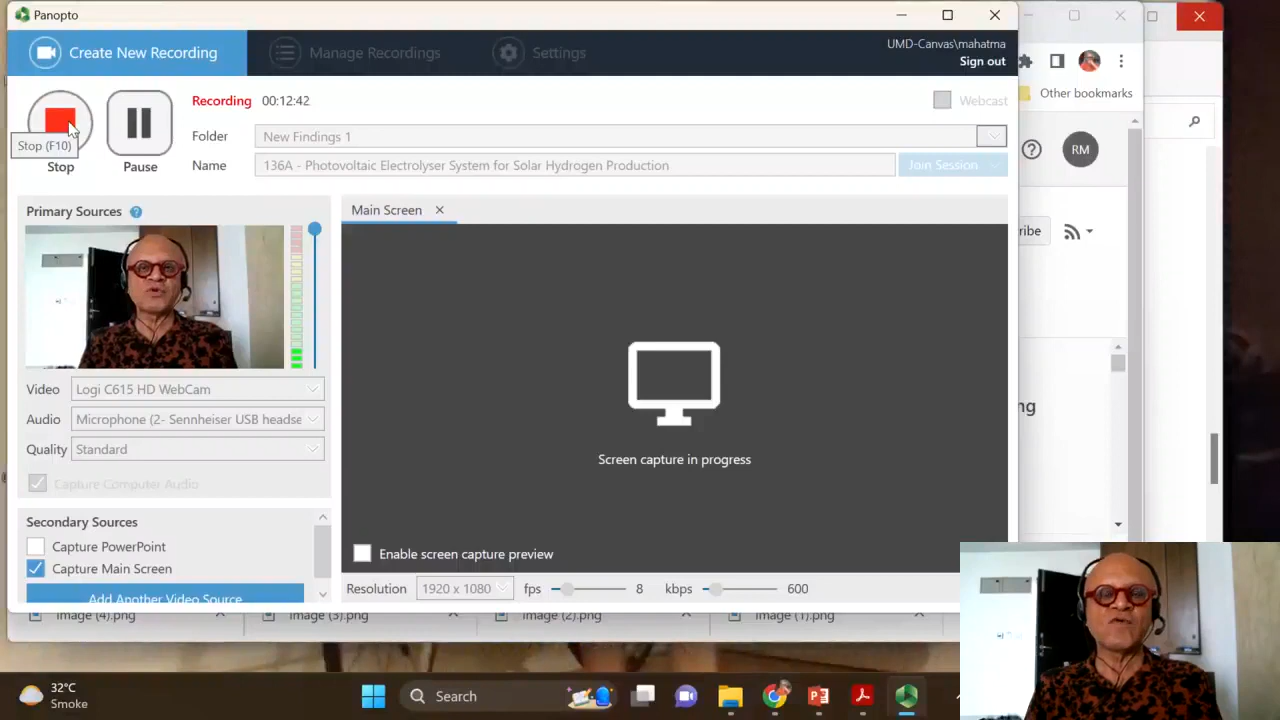 Panopto
Create New Recording
Manage Recordings
Settings
UMD-Canvas\mahatma
Sign out
Recording 00:12:42
Webcast
Folder New Findings 1
Name 136A - Photovoltaic Electrolyser System for Solar Hydrogen Production
Join Session
Stop (F10)
Stop
Pause
Primary Sources
Main Screen
Video Logi C615 HD WebCam
Audio Microphone (2- Sennheiser USB headse
Quality Standard
Capture Computer Audio
Screen capture in progress
Secondary Sources
Capture PowerPoint
Capture Main Screen
Add Another Video Source
Enable screen capture preview
Resolution 1920 x 1080 fps 8 kbps 600
Other bookmarks
RM
ribe
ng
image (4).png
image (3).png
image (2).png
image (1).png
32°C
Smoke
Search